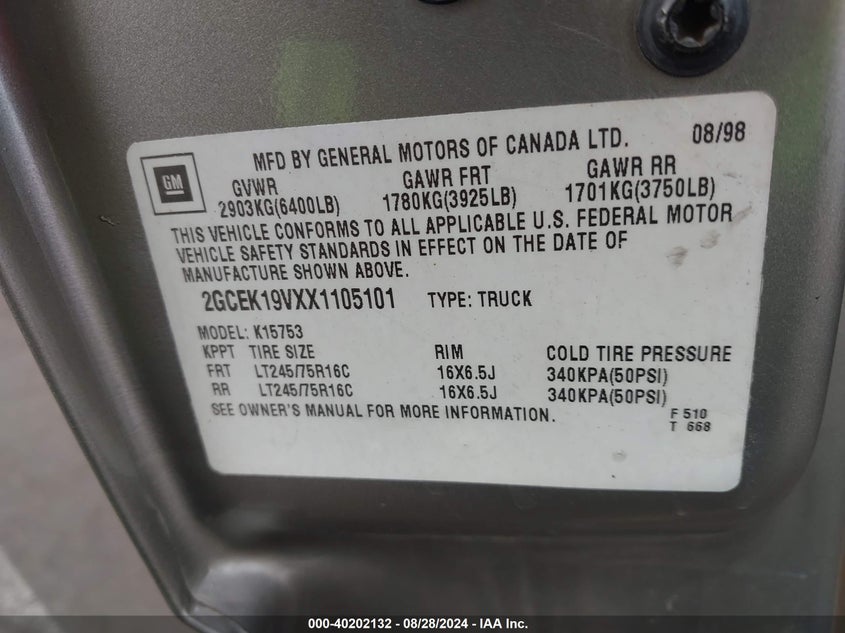 MFD BY GENERAL MOTORS OF CANADA LTD. 08/98
GM
GVWR GAWR FRT GAWR RR
2903KG(6400LB) 1780KG(3925LB) 1701KG(3750LB)
THIS VEHICLE CONFORMS TO ALL APPLICABLE U.S. FEDERAL MOTOR
VEHICLE SAFETY STANDARDS IN EFFECT ON THE DATE OF
MANUFACTURE SHOWN ABOVE.
2GCEK19VXX1105101 TYPE: TRUCK
MODEL: K15753
KPPT TIRE SIZE RIM COLD TIRE PRESSURE
FRT LT245/75R16C 16X6.5J 340KPA(50PSI)
RR LT245/75R16C 16X6.5J 340KPA(50PSI)
SEE OWNER'S MANUAL FOR MORE INFORMATION. F 510
T 668
000-40202132 - 08/28/2024 - IAA Inc.